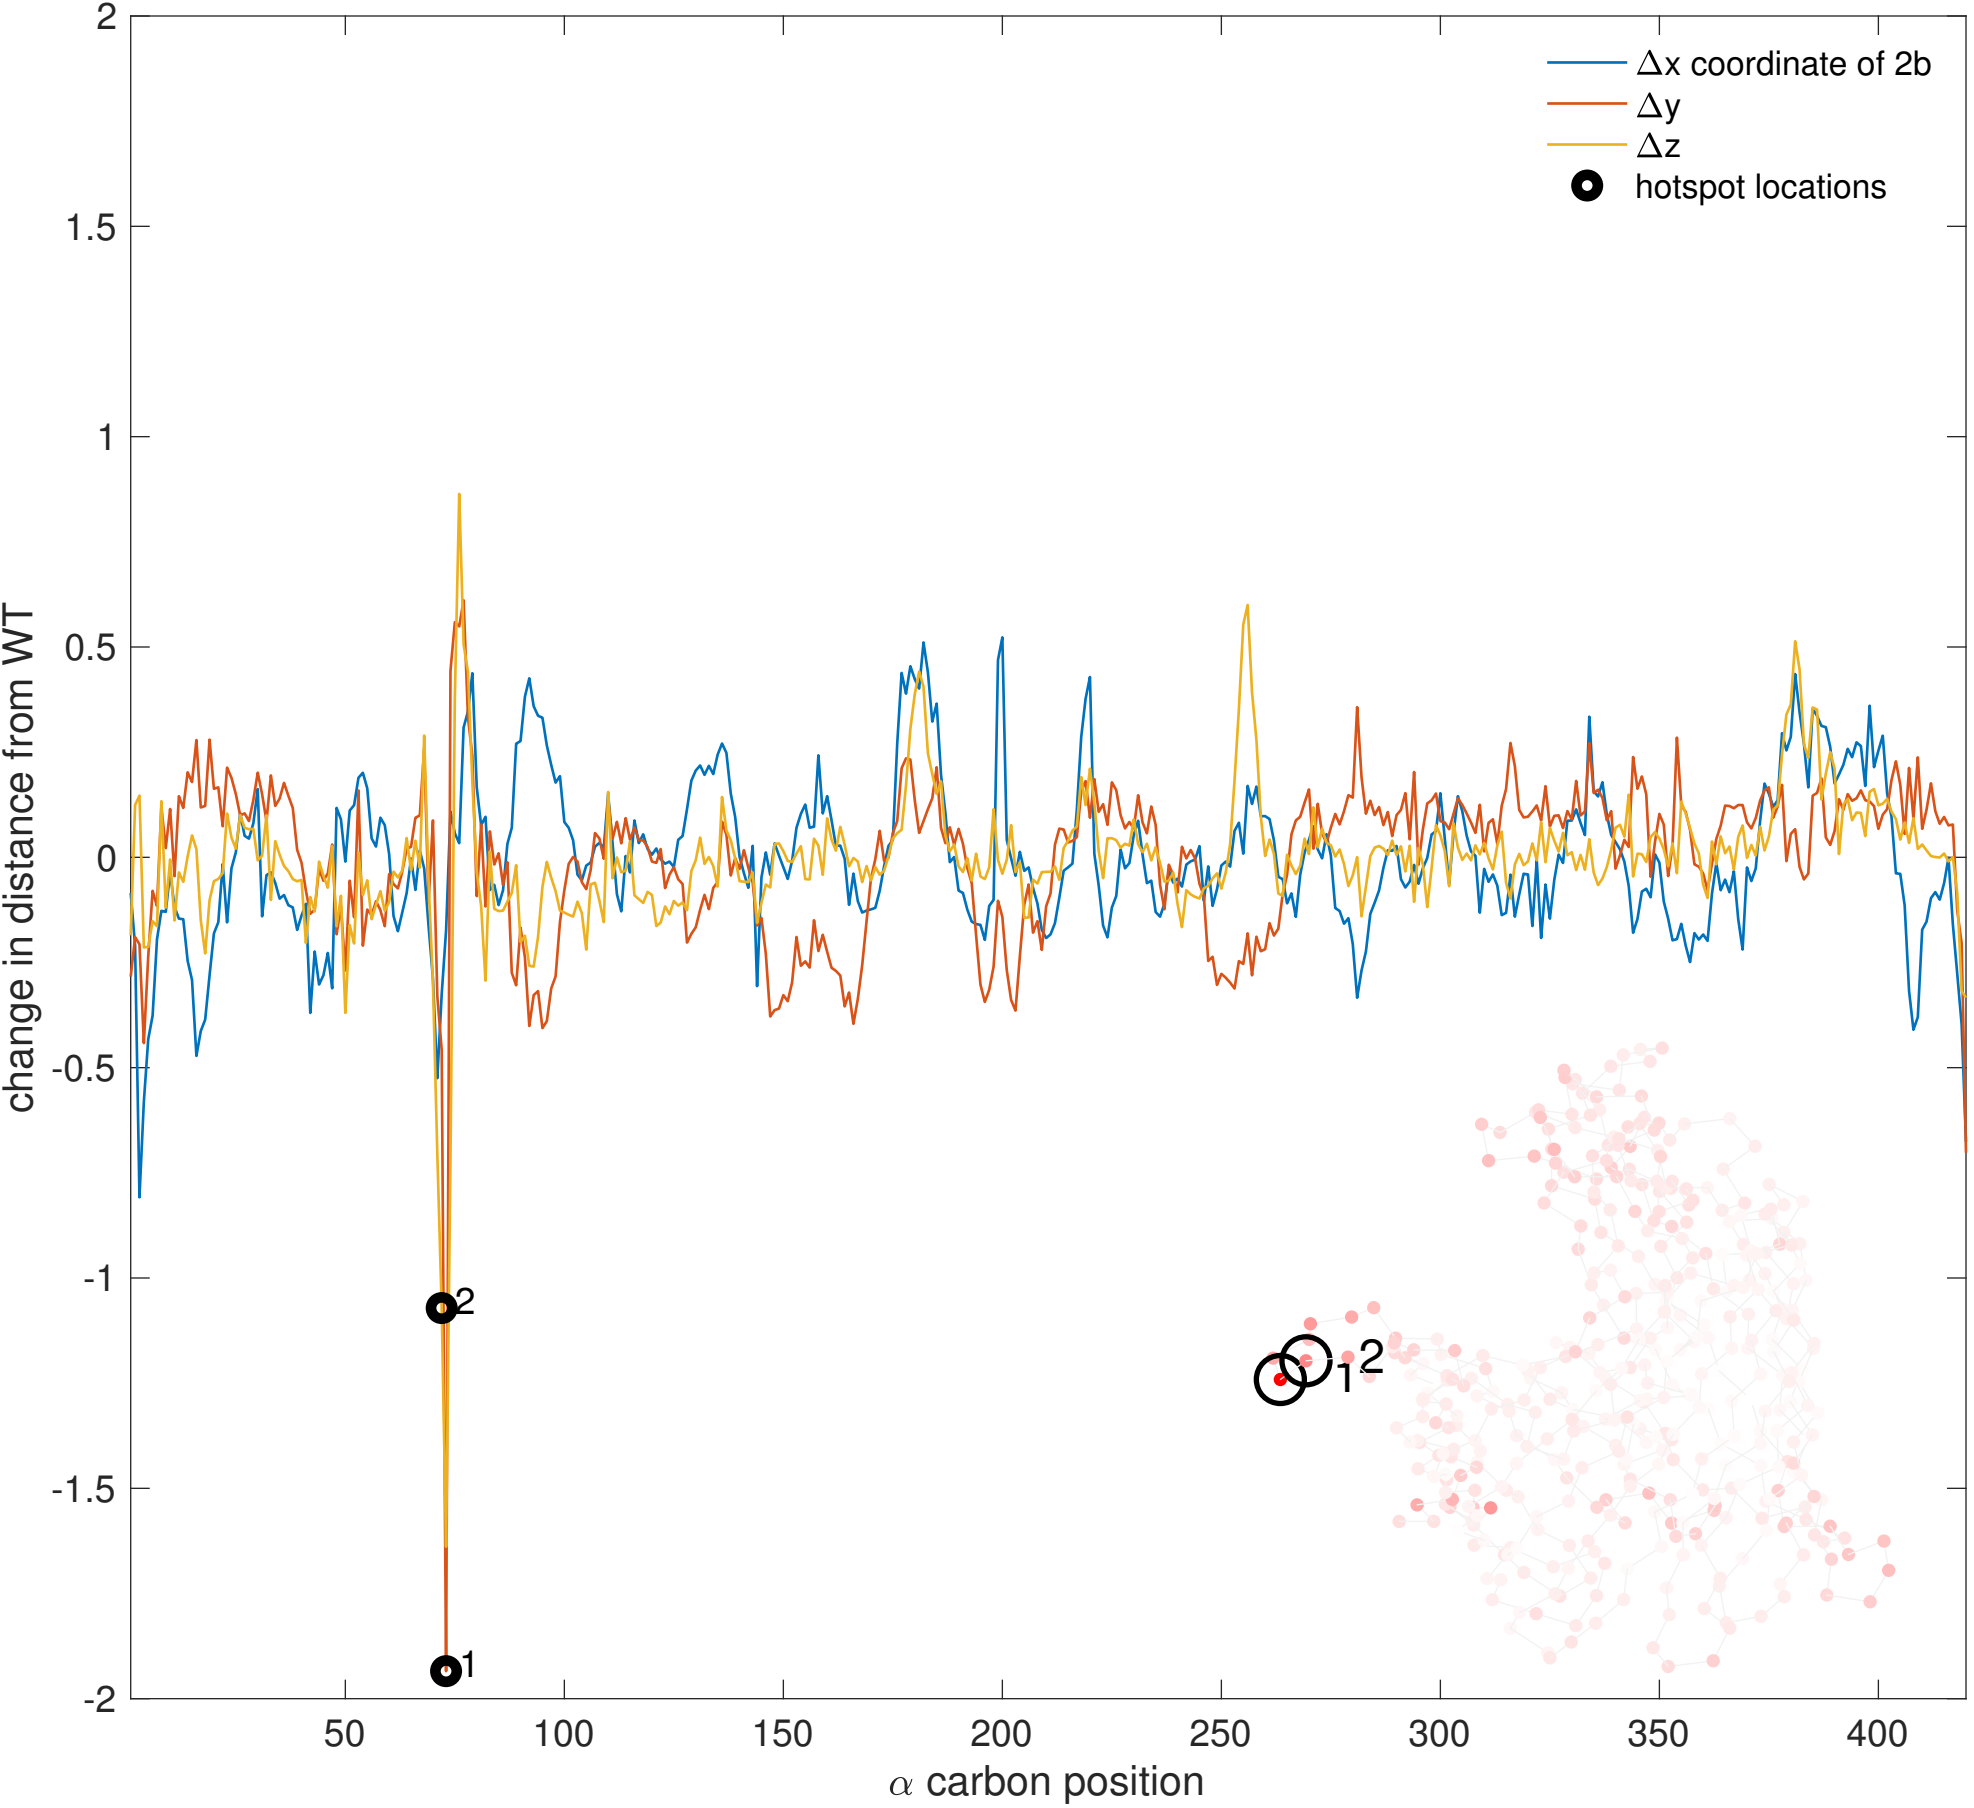 2
1.5
1
0.5
0
-0.5
-1
-1.5
-2
change in distance from WT
Δx coordinate of 2b
Δy
Δz
hotspot locations
2
1
1 2
50 100 150 200 250 300 350 400
α carbon position